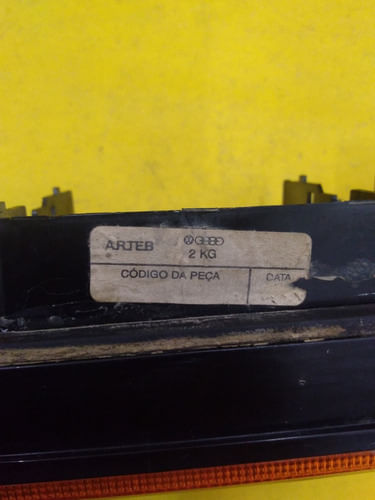 ARTEB
2 KG
CÓDIGO DA PEÇA DATA